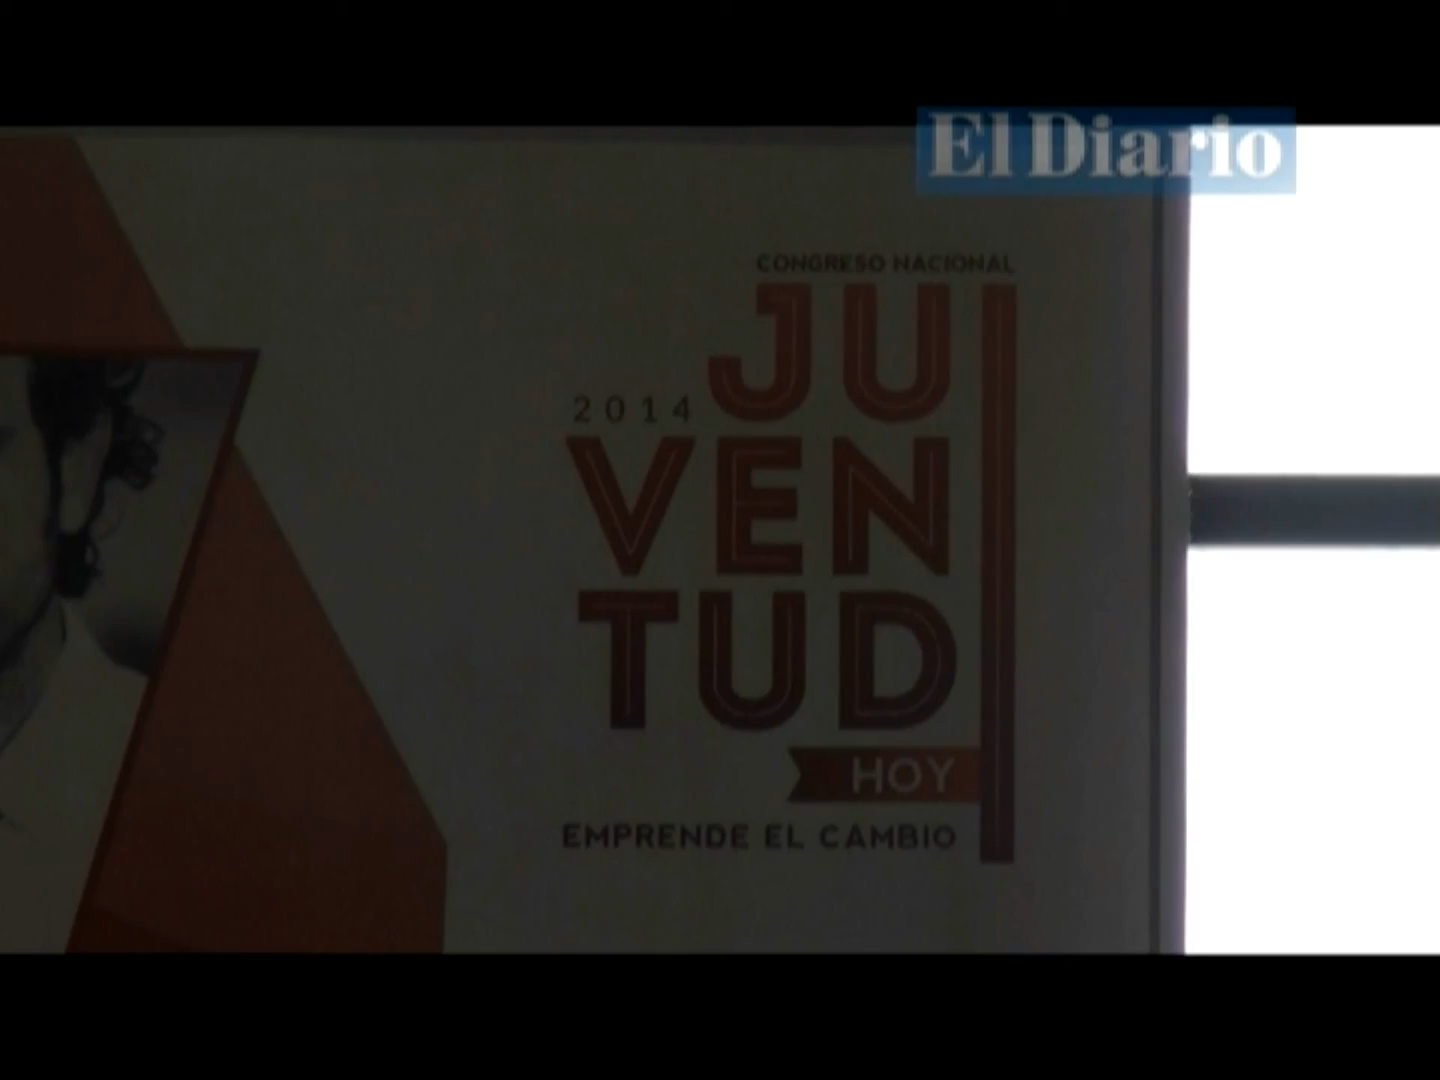 El Diario
CONGRESO NACIONAL
JU
2014
VEN
TUD
HOY
EMPRENDE EL CAMBIO